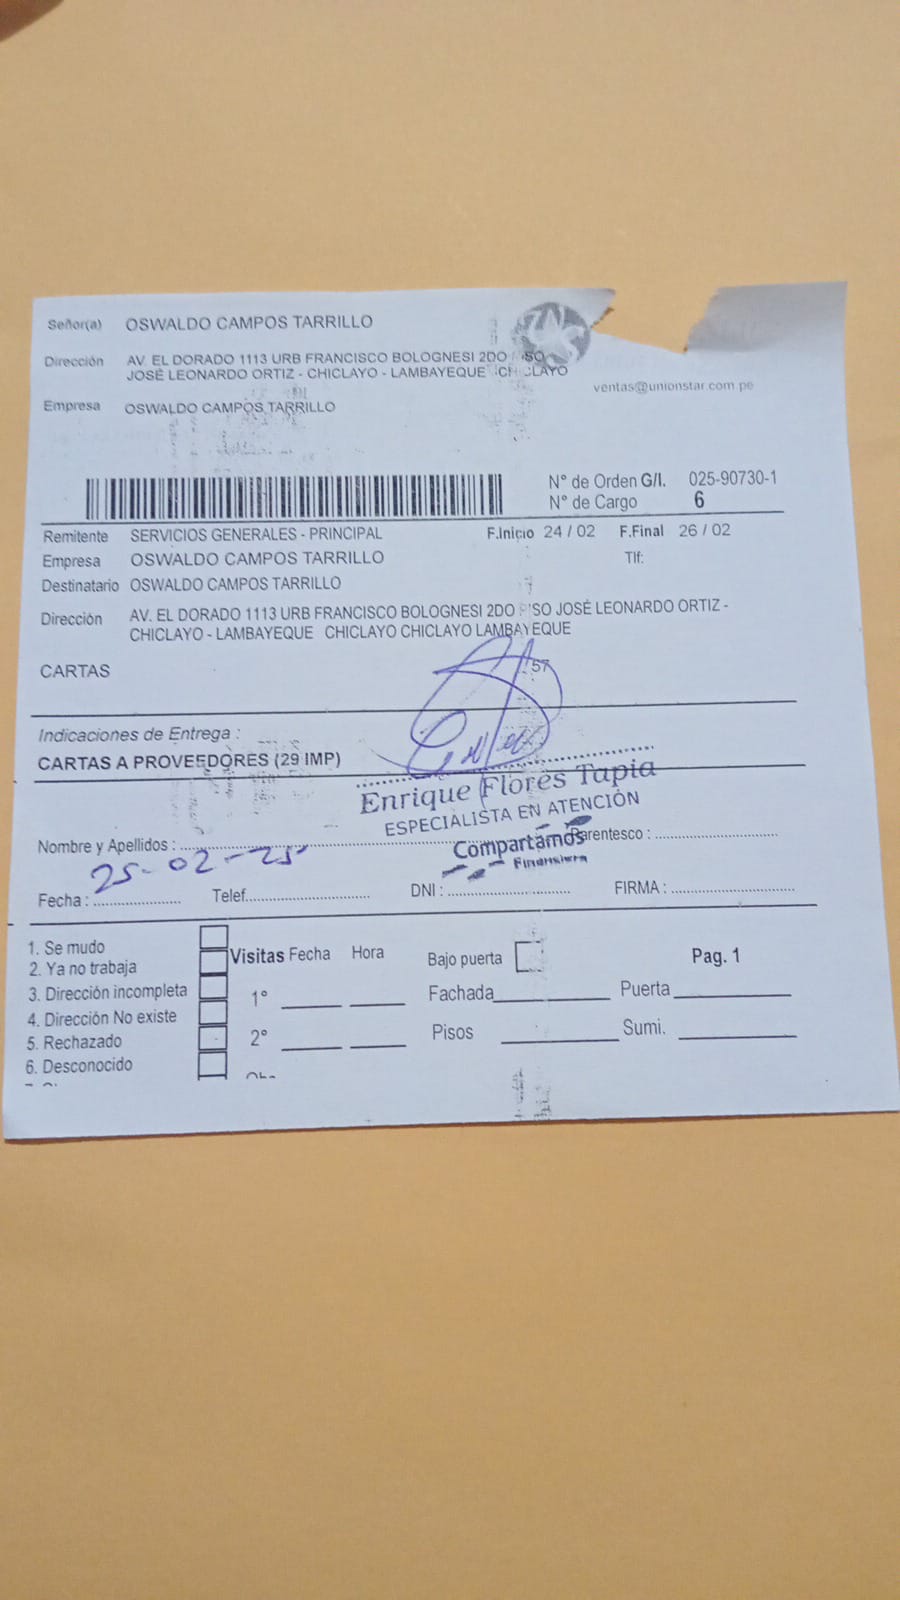 Señor(a) OSWALDO CAMPOS TARRILLO
Dirección AV. EL DORADO 1113 URB FRANCISCO BOLOGNESI 2DO PISO
JOSÉ LEONARDO ORTIZ - CHICLAYO - LAMBAYEQUE CHICLAYO
ventas@unionstar.com.pe
Empresa OSWALDO CAMPOS TARRILLO
N° de Orden G/I. 025-90730-1
N° de Cargo 6
Remitente SERVICIOS GENERALES - PRINCIPAL F.Inicio 24 / 02 F.Final 26 / 02
Empresa OSWALDO CAMPOS TARRILLO Tlf:
Destinatario OSWALDO CAMPOS TARRILLO
Dirección AV. EL DORADO 1113 URB FRANCISCO BOLOGNESI 2DO PISO JOSÉ LEONARDO ORTIZ -
CHICLAYO - LAMBAYEQUE CHICLAYO CHICLAYO LAMBAYEQUE
CARTAS 57
Indicaciones de Entrega :
CARTAS A PROVEEDORES (29 IMP)
Enrique Flores Tapia
ESPECIALISTA EN ATENCIÓN
Compartamos
Financiera
Nombre y Apellidos : Parentesco :
25-02-25
Fecha : Telef. DNI : FIRMA :
1. Se mudo
2. Ya no trabaja
3. Dirección incompleta
4. Dirección No existe
5. Rechazado
6. Desconocido
Visitas Fecha Hora Bajo puerta Pag. 1
1° Fachada Puerta
2° Pisos Sumi.